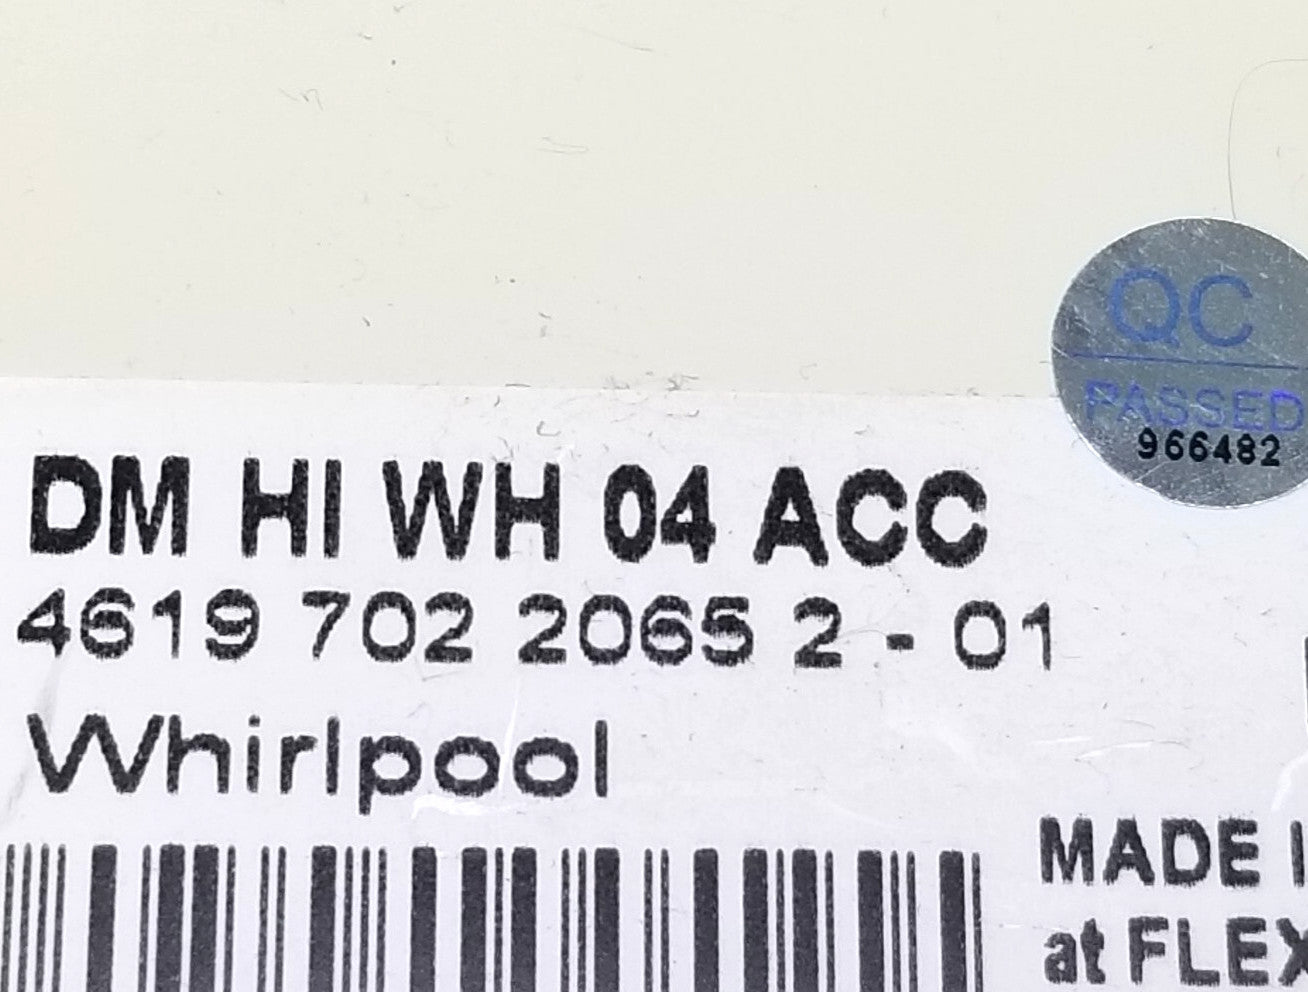 QC
PASSED
966482
DM HI WH 04 ACC
4619 702 2065 2 - 01
Whirlpool
MADE
at FLEX